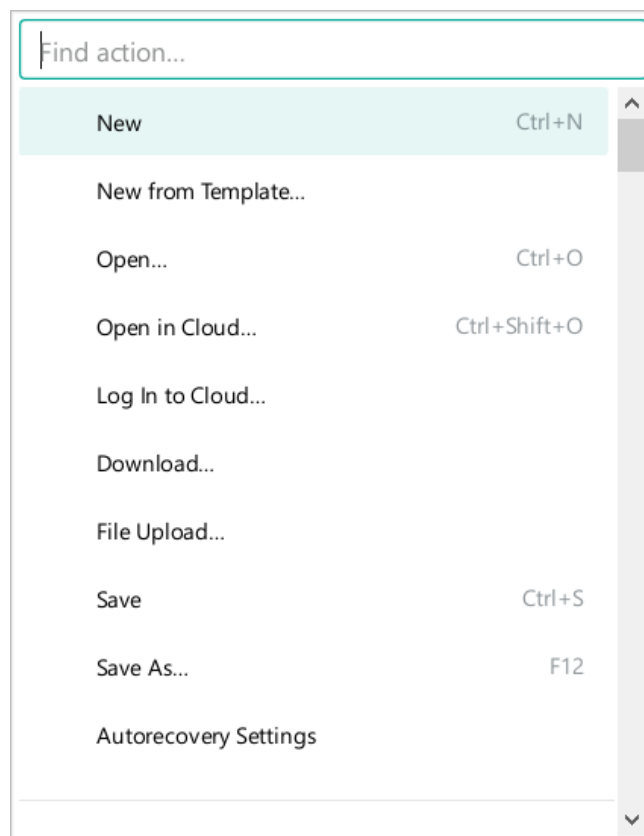 Find action...
New Ctrl+N
New from Template...
Open... Ctrl+O
Open in Cloud... Ctrl+Shift+O
Log In to Cloud...
Download...
File Upload...
Save Ctrl+S
Save As... F12
Autorecovery Settings